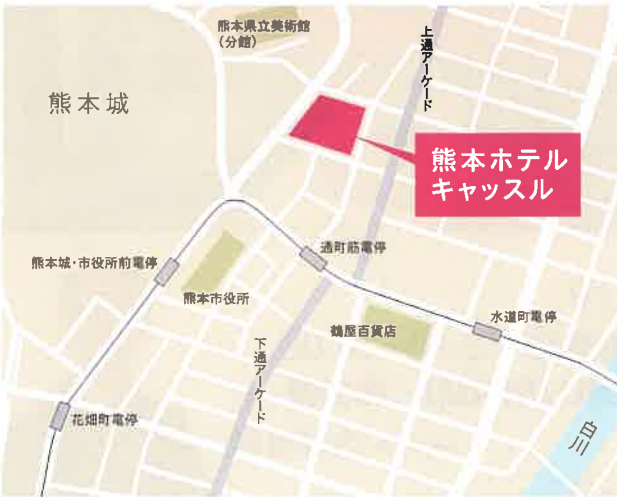 熊本県立美術館
(分館)
上通アーケード
熊本城
熊本ホテル
キャッスル
通町筋電停
熊本城・市役所前電停
熊本市役所
水道町電停
鶴屋百貨店
下通アーケード
花畑町電停
白川